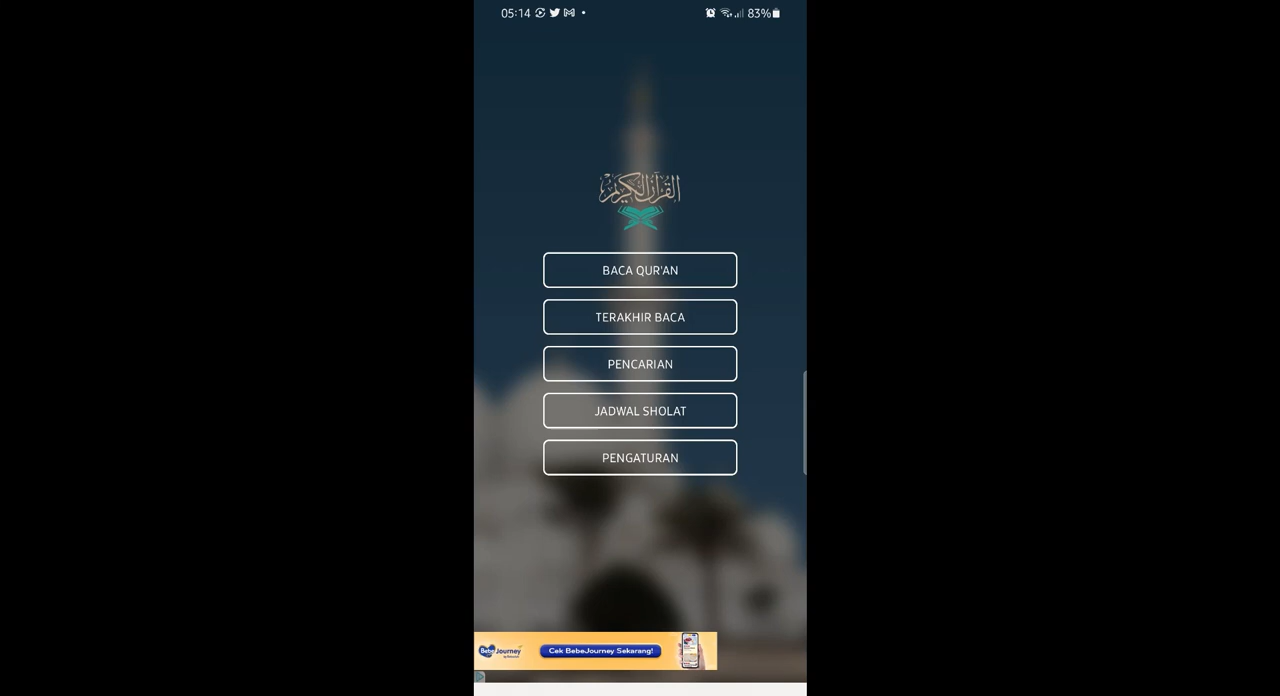 05:14
83%
القرآن الكريم
BACA QUR'AN
TERAKHIR BACA
PENCARIAN
JADWAL SHOLAT
PENGATURAN
BebeJourney
Cek BebeJourney Sekarang!